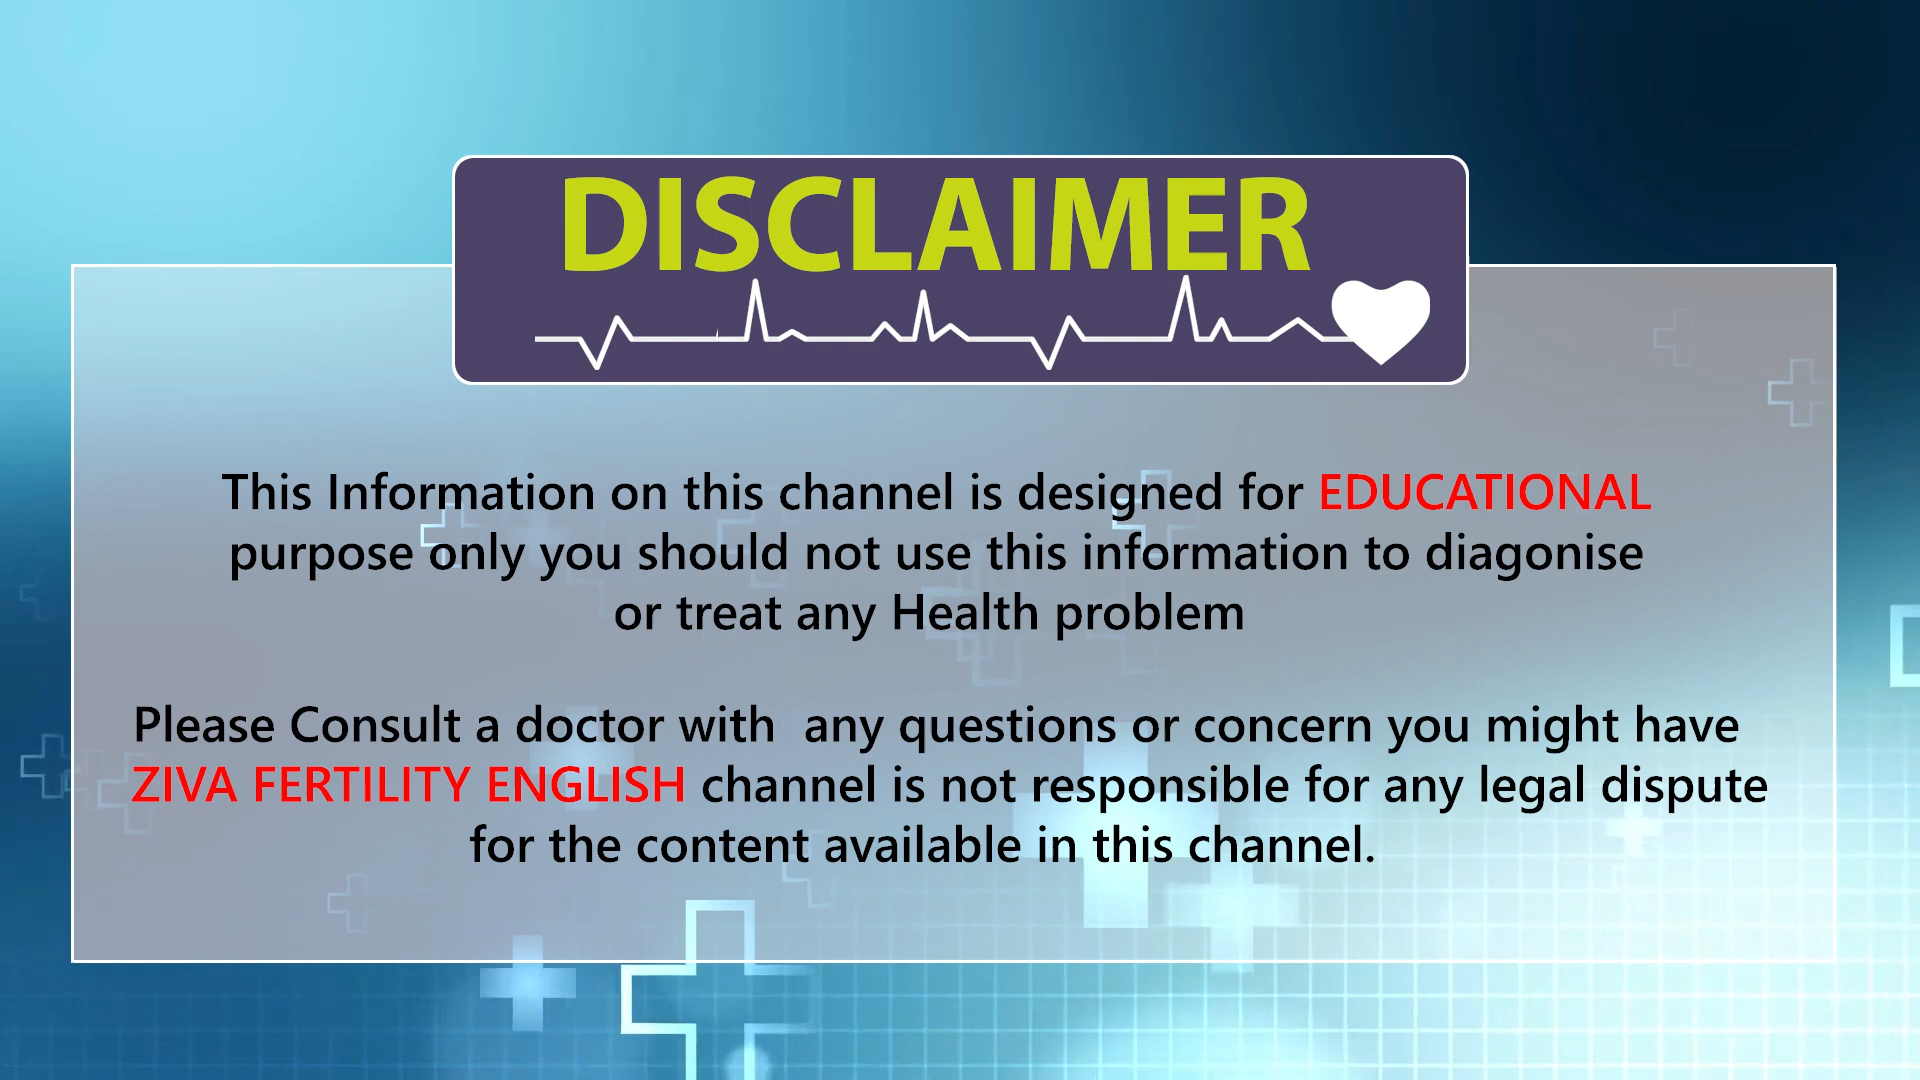 DISCLAIMER
This Information on this channel is designed for EDUCATIONAL
purpose only you should not use this information to diagonise
or treat any Health problem
Please Consult a doctor with any questions or concern you might have
ZIVA FERTILITY ENGLISH channel is not responsible for any legal dispute
for the content available in this channel.